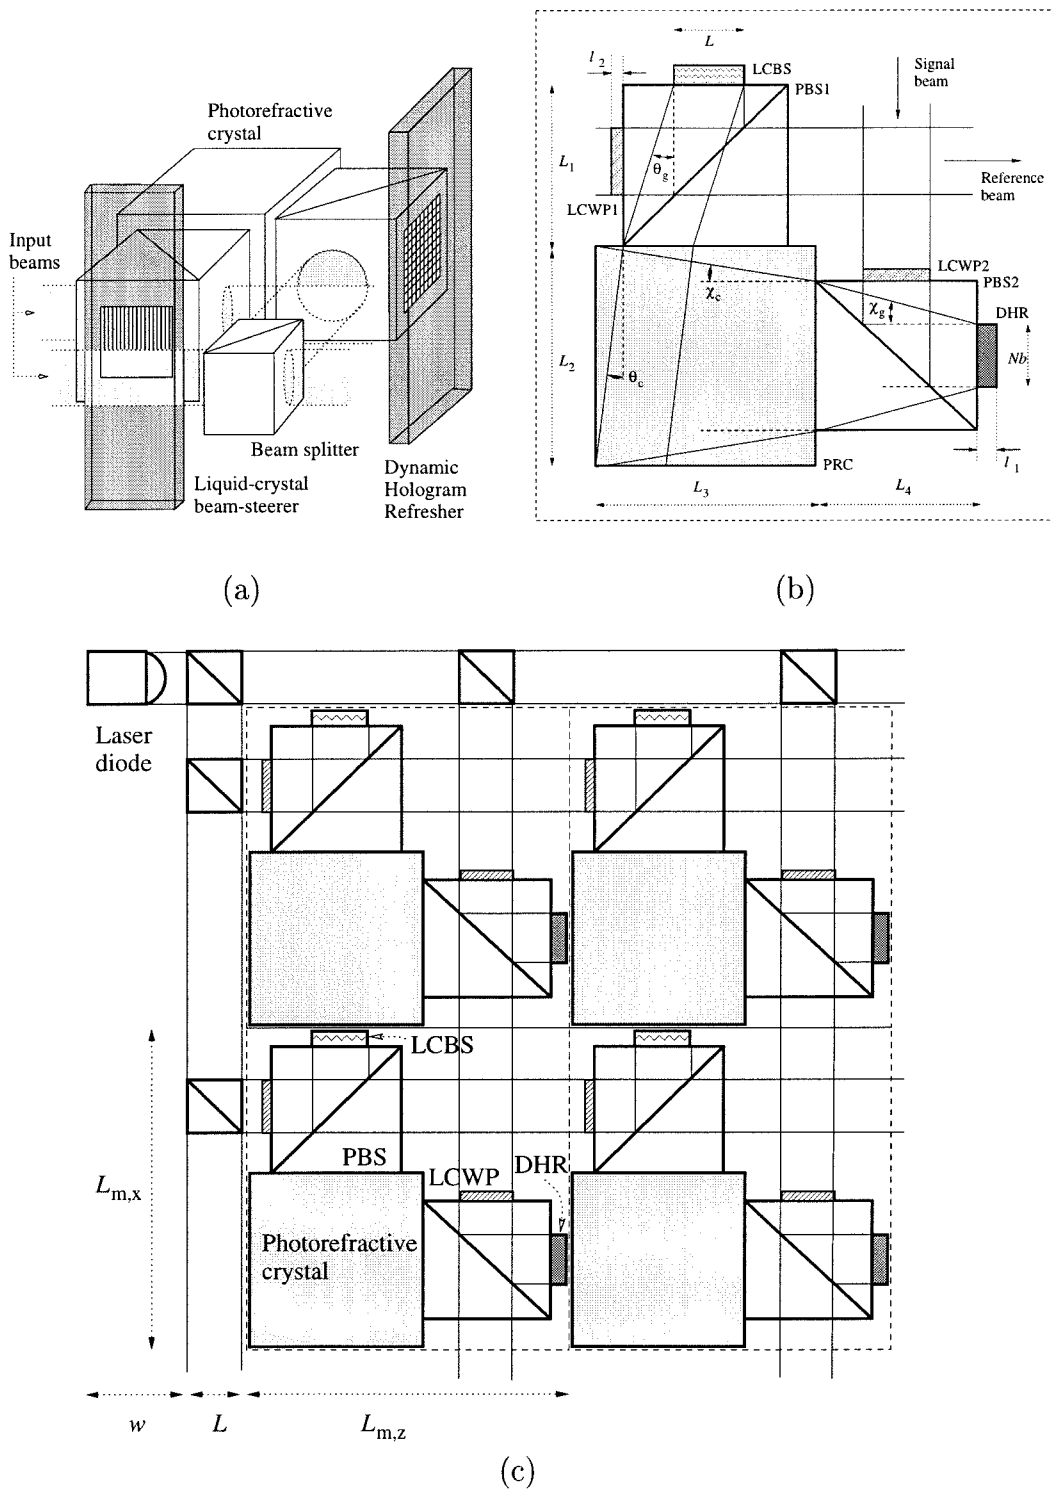 Photorefractive
crystal
Input
beams
Beam splitter
Liquid-crystal
beam-steerer
Dynamic
Hologram
Refresher
(a)
L
l 2
LCBS
PBS1
Signal
beam
L1
θg
Reference
beam
LCWP1
LCWP2
χc
PBS2
χg
DHR
Nb
L2
θc
PRC
l 1
L3
L4
(b)
Laser
diode
LCBS
PBS
LCWP
DHR
Lm,x
Photorefractive
crystal
w
L
Lm,z
(c)